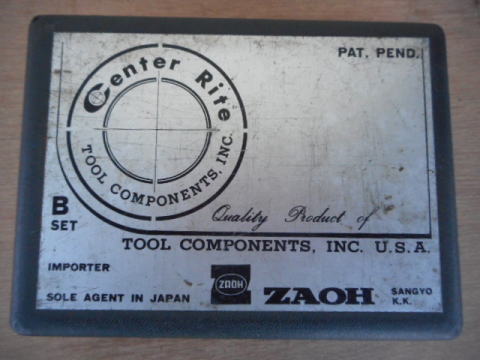 PAT. PEND.
Center Rite
TOOL COMPONENTS, INC.
B
SET
Quality Product of
TOOL COMPONENTS, INC. U.S.A.
IMPORTER
SOLE AGENT IN JAPAN
ZAOH
ZAOH
SANGYO
K.K.